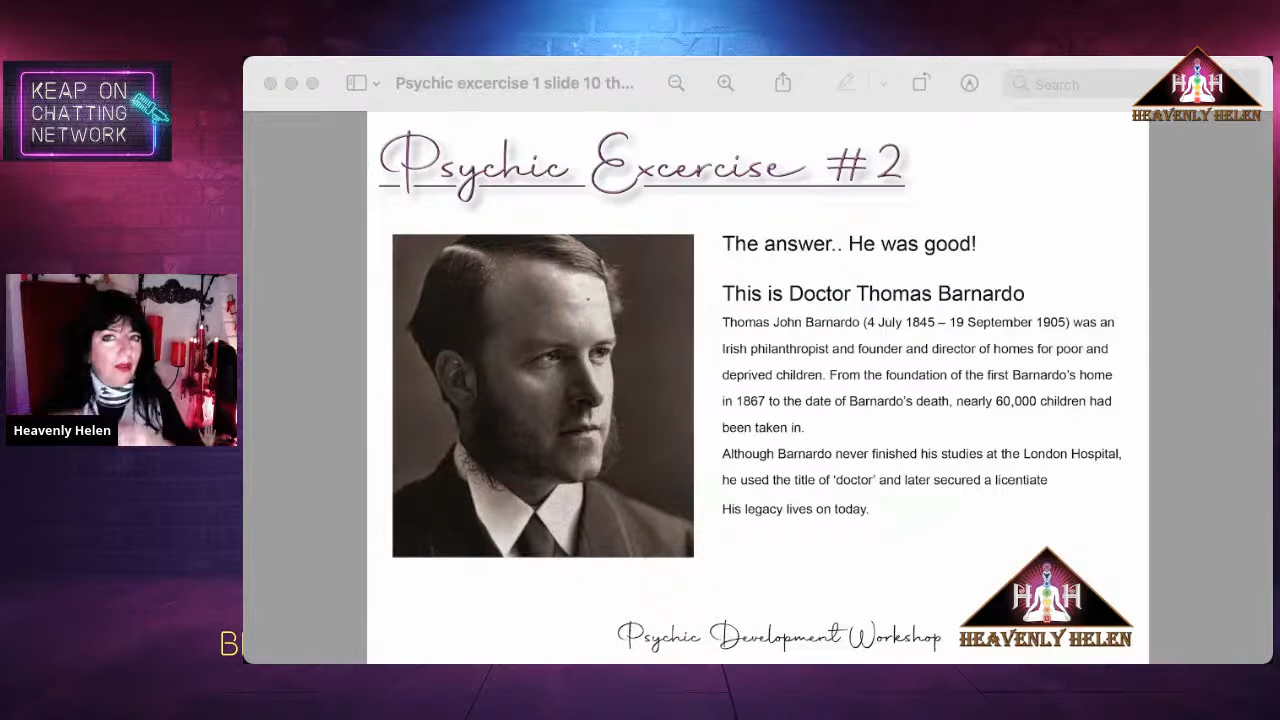 KEAP ON
CHATTING
NETWORK
Psychic excercise 1 slide 10 th...
Search
HH
HEAVENLY HELEN
Psychic Excercise #2
The answer.. He was good!
This is Doctor Thomas Barnardo
Thomas John Barnardo (4 July 1845 – 19 September 1905) was an
Irish philanthropist and founder and director of homes for poor and
deprived children. From the foundation of the first Barnardo's home
in 1867 to the date of Barnardo's death, nearly 60,000 children had
been taken in.
Although Barnardo never finished his studies at the London Hospital,
he used the title of 'doctor' and later secured a licentiate
His legacy lives on today.
Heavenly Helen
Psychic Development Workshop
HH
HEAVENLY HELEN